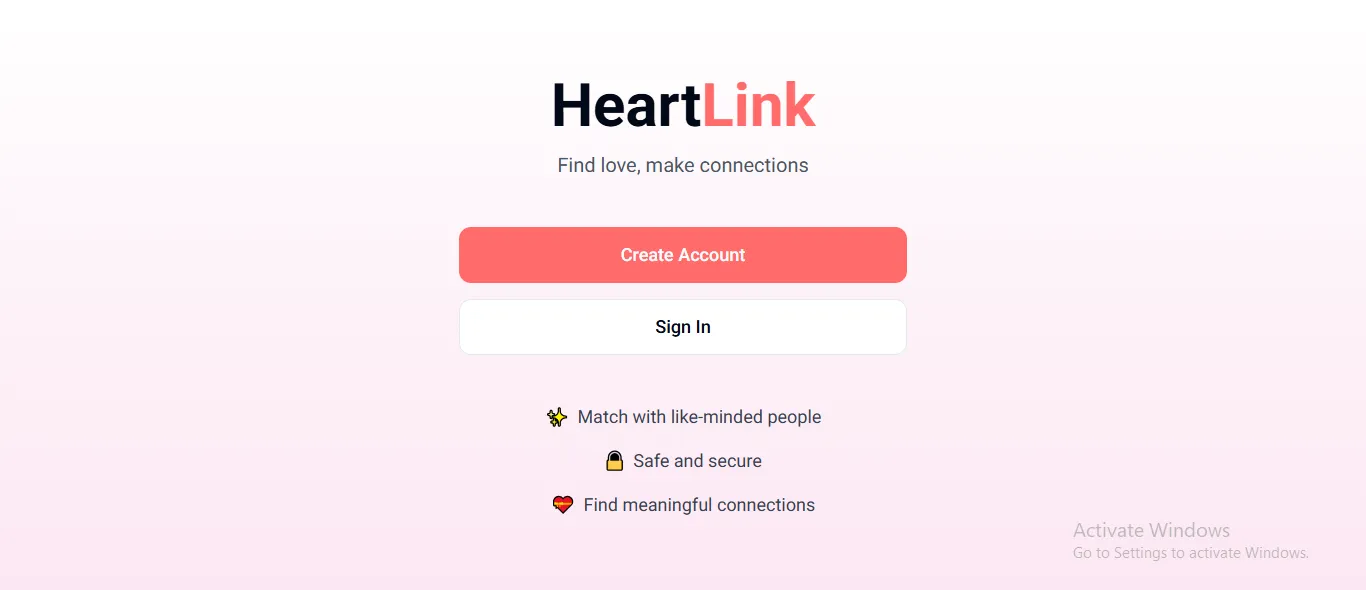 HeartLink
Find love, make connections
Create Account
Sign In
✨ Match with like-minded people
🔒 Safe and secure
💝 Find meaningful connections
Activate Windows
Go to Settings to activate Windows.